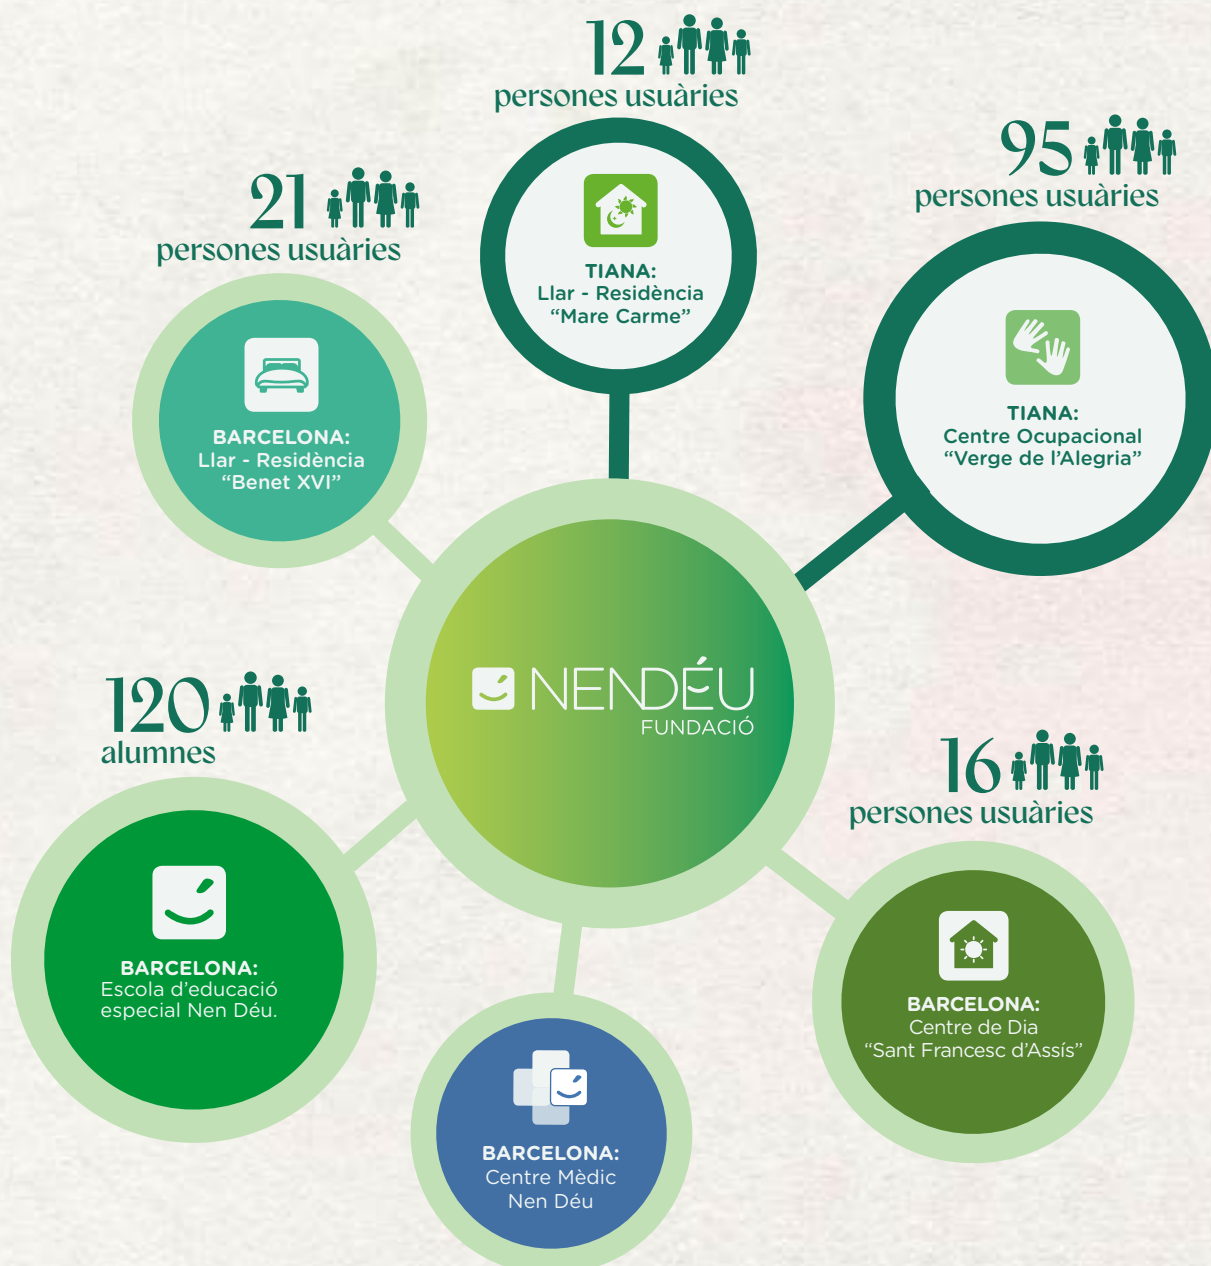 12
persones usuàries
TIANA:
Llar - Residència
“Mare Carme”
95
persones usuàries
TIANA:
Centre Ocupacional
“Verge de l’Alegria”
21
persones usuàries
BARCELONA:
Llar - Residència
“Benet XVI”
NENDÉU
FUNDACIÓ
120
alumnes
BARCELONA:
Escola d’educació
especial Nen Déu.
16
persones usuàries
BARCELONA:
Centre de Dia
“Sant Francesc d’Assís”
BARCELONA:
Centre Mèdic
Nen Déu